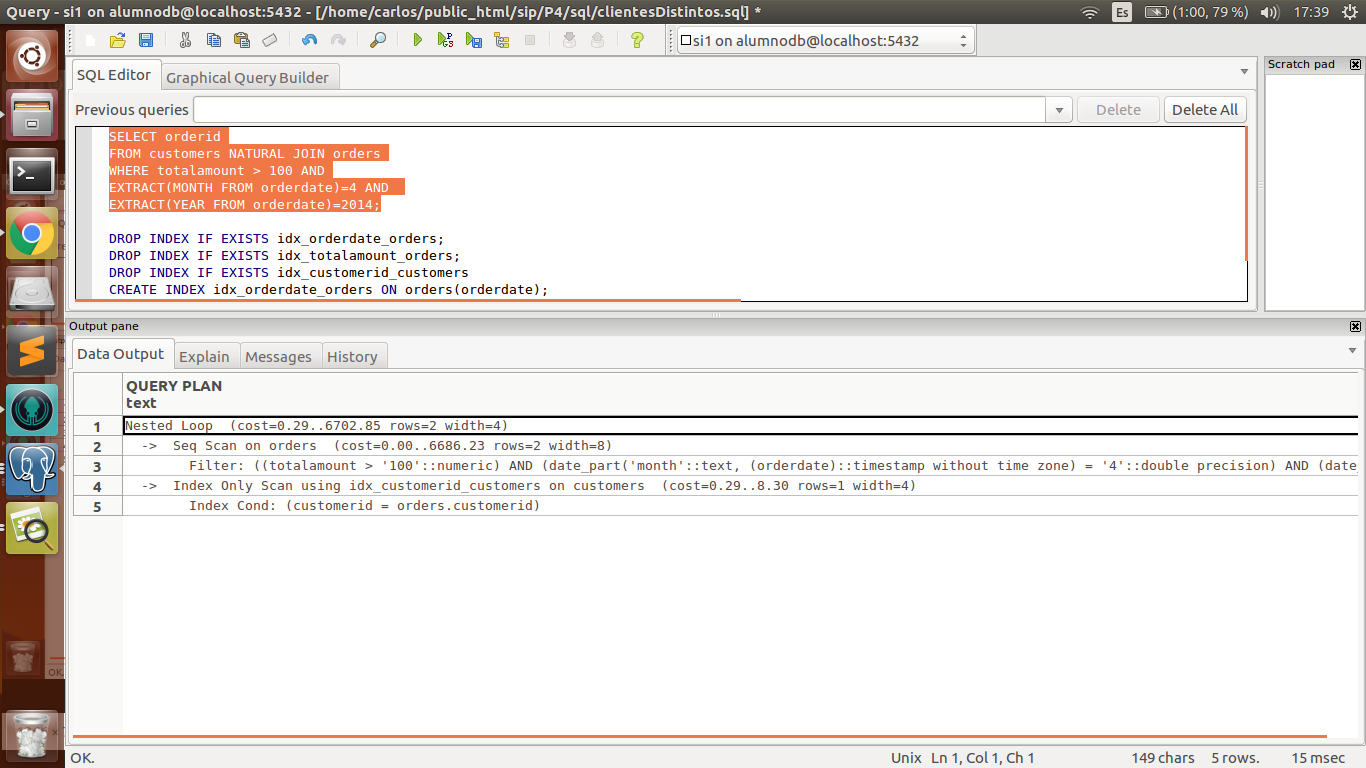 Query - si1 on alumnodb@localhost:5432 - [/home/carlos/public_html/sip/P4/sql/clientesDistintos.sql] *
Es
(1:00, 79 %)
17:39
si1 on alumnodb@localhost:5432
SQL Editor
Graphical Query Builder
Scratch pad
Previous queries
Delete
Delete All
SELECT orderid
FROM customers NATURAL JOIN orders
WHERE totalamount > 100 AND
EXTRACT(MONTH FROM orderdate)=4 AND
EXTRACT(YEAR FROM orderdate)=2014;
DROP INDEX IF EXISTS idx_orderdate_orders;
DROP INDEX IF EXISTS idx_totalamount_orders;
DROP INDEX IF EXISTS idx_customerid_customers
CREATE INDEX idx_orderdate_orders ON orders(orderdate);
Output pane
Data Output
Explain
Messages
History
QUERY PLAN
text
1 Nested Loop (cost=0.29..6702.85 rows=2 width=4)
2 -> Seq Scan on orders (cost=0.00..6686.23 rows=2 width=8)
3 Filter: ((totalamount > '100'::numeric) AND (date_part('month'::text, (orderdate)::timestamp without time zone) = '4'::double precision) AND (date_
4 -> Index Only Scan using idx_customerid_customers on customers (cost=0.29..8.30 rows=1 width=4)
5 Index Cond: (customerid = orders.customerid)
OK.
OK.
Unix
Ln 1, Col 1, Ch 1
149 chars
5 rows.
15 msec